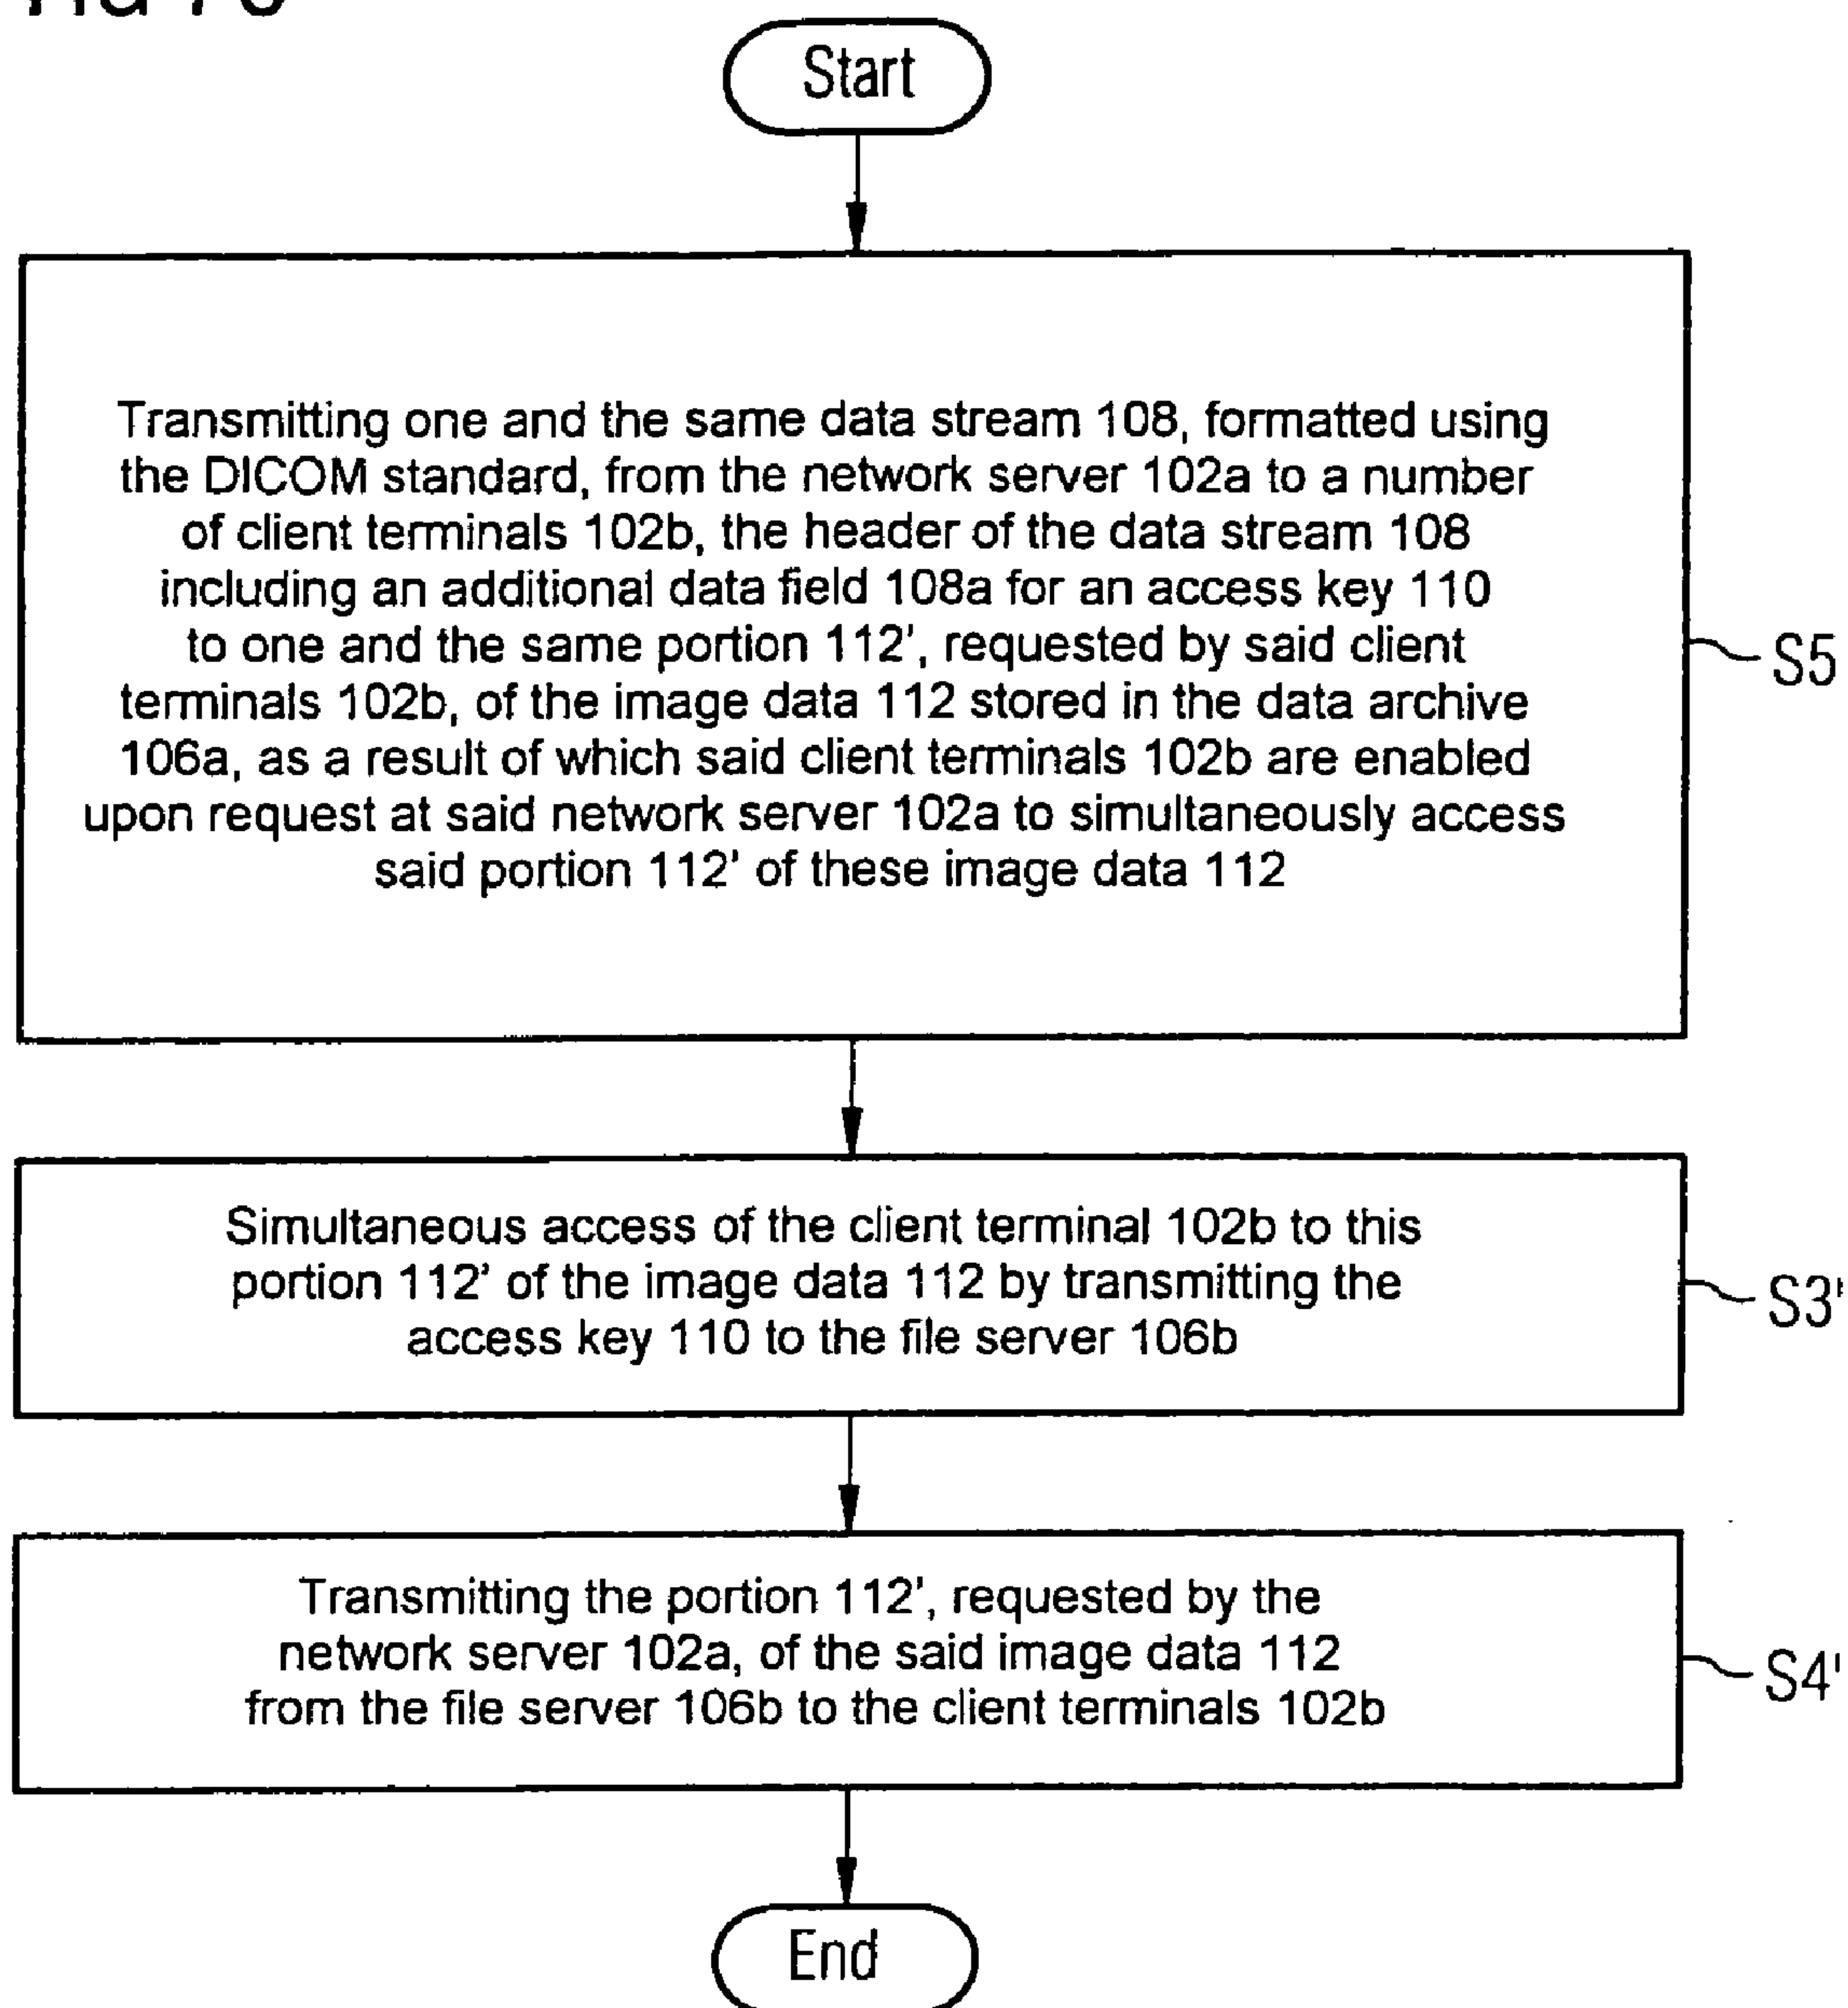 Start
Transmitting one and the same data stream 108, formatted using
the DICOM standard, from the network server 102a to a number
of client terminals 102b, the header of the data stream 108
including an additional data field 108a for an access key 110
to one and the same portion 112', requested by said client
terminals 102b, of the image data 112 stored in the data archive
106a, as a result of which said client terminals 102b are enabled
upon request at said network server 102a to simultaneously access
said portion 112' of these image data 112
S5
Simultaneous access of the client terminal 102b to this
portion 112' of the image data 112 by transmitting the
access key 110 to the file server 106b
S3'
Transmitting the portion 112', requested by the
network server 102a, of the said image data 112
from the file server 106b to the client terminals 102b
S4'
End